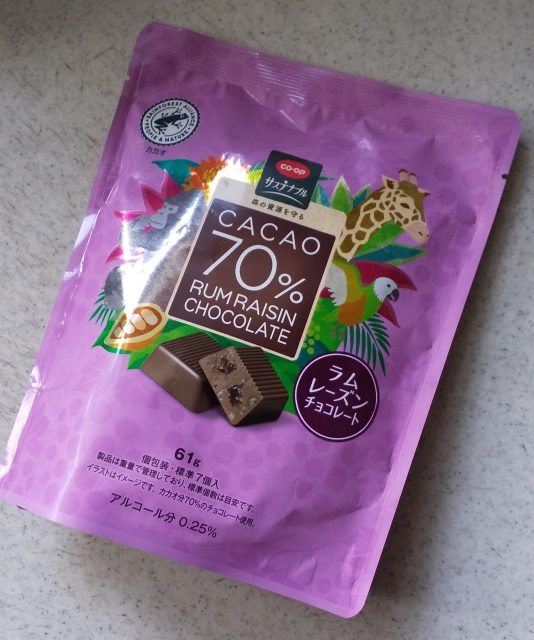 RAINFOREST ALLIANCE
PEOPLE & NATURE
カカオ
CO·OP
サステナブル
森の資源を守る
CACAO
70%
RUM RAISIN
CHOCOLATE
ラム
レーズン
チョコレート
61g
個包装・標準7個入
製品は重量で管理しており、標準個数は目安です。
イラストはイメージです。カカオ分70%のチョコレート使用。
アルコール分 0.25%